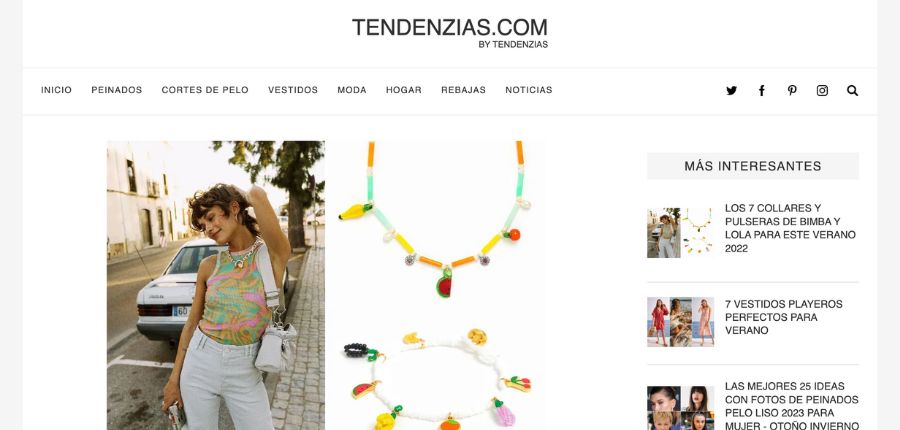 TENDENZIAS.COM
BY TENDENZIAS
INICIO PEINADOS CORTES DE PELO VESTIDOS MODA HOGAR REBAJAS NOTICIAS
MÁS INTERESANTES
LOS 7 COLLARES Y
PULSERAS DE BIMBA Y
LOLA PARA ESTE VERANO
2022
7 VESTIDOS PLAYEROS
PERFECTOS PARA
VERANO
LAS MEJORES 25 IDEAS
CON FOTOS DE PEINADOS
PELO LISO 2023 PARA
MUJER - OTOÑO INVIERNO